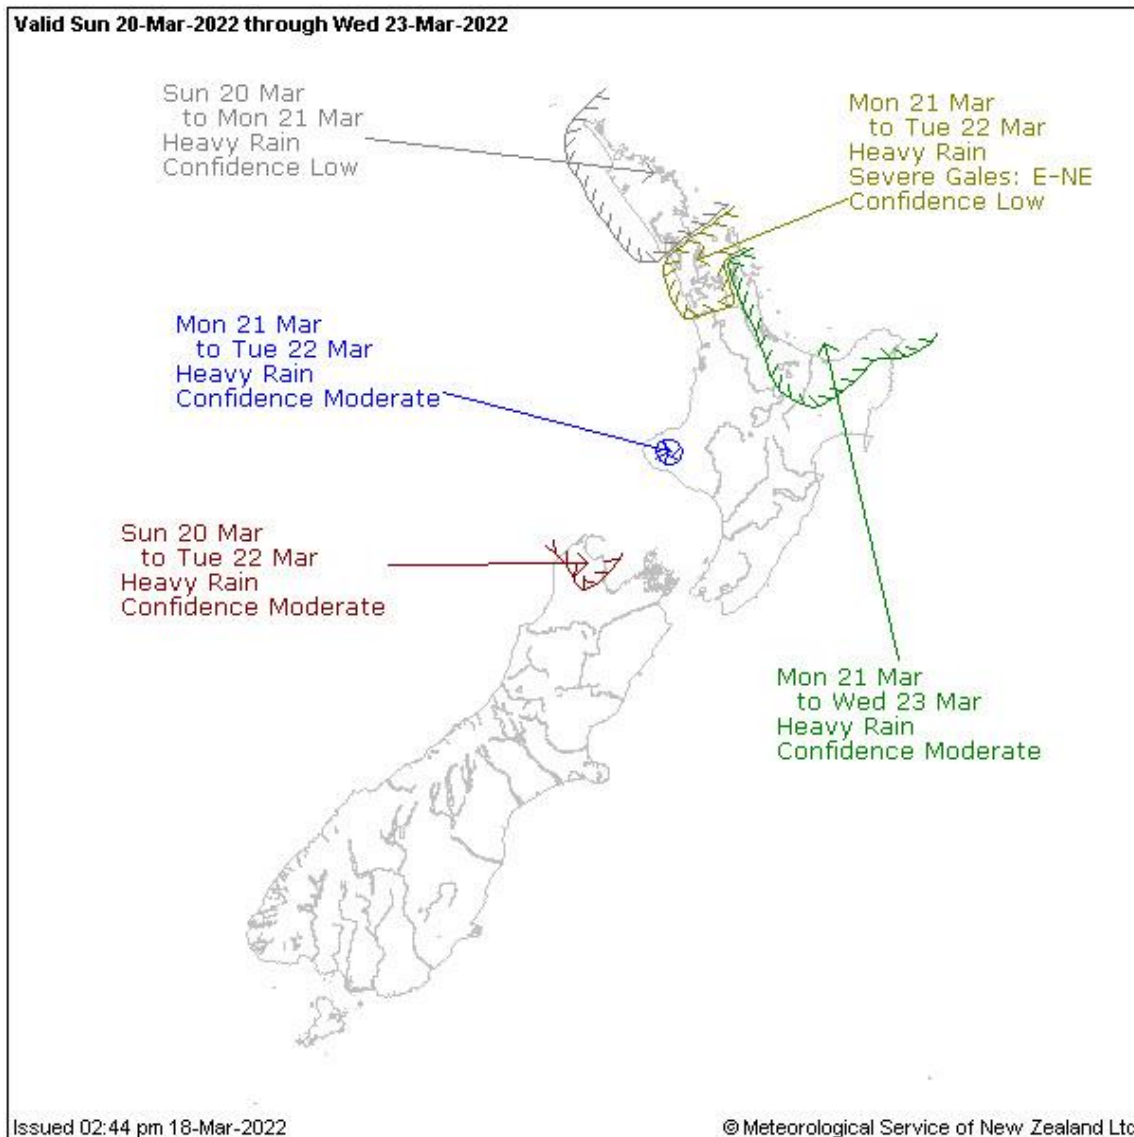 Valid Sun 20-Mar-2022 through Wed 23-Mar-2022
Sun 20 Mar
to Mon 21 Mar
Heavy Rain
Confidence Low
Mon 21 Mar
to Tue 22 Mar
Heavy Rain
Severe Gales: E-NE
Confidence Low
Mon 21 Mar
to Tue 22 Mar
Heavy Rain
Confidence Moderate
Sun 20 Mar
to Tue 22 Mar
Heavy Rain
Confidence Moderate
Mon 21 Mar
to Wed 23 Mar
Heavy Rain
Confidence Moderate
Issued 02:44 pm 18-Mar-2022
© Meteorological Service of New Zealand Ltd